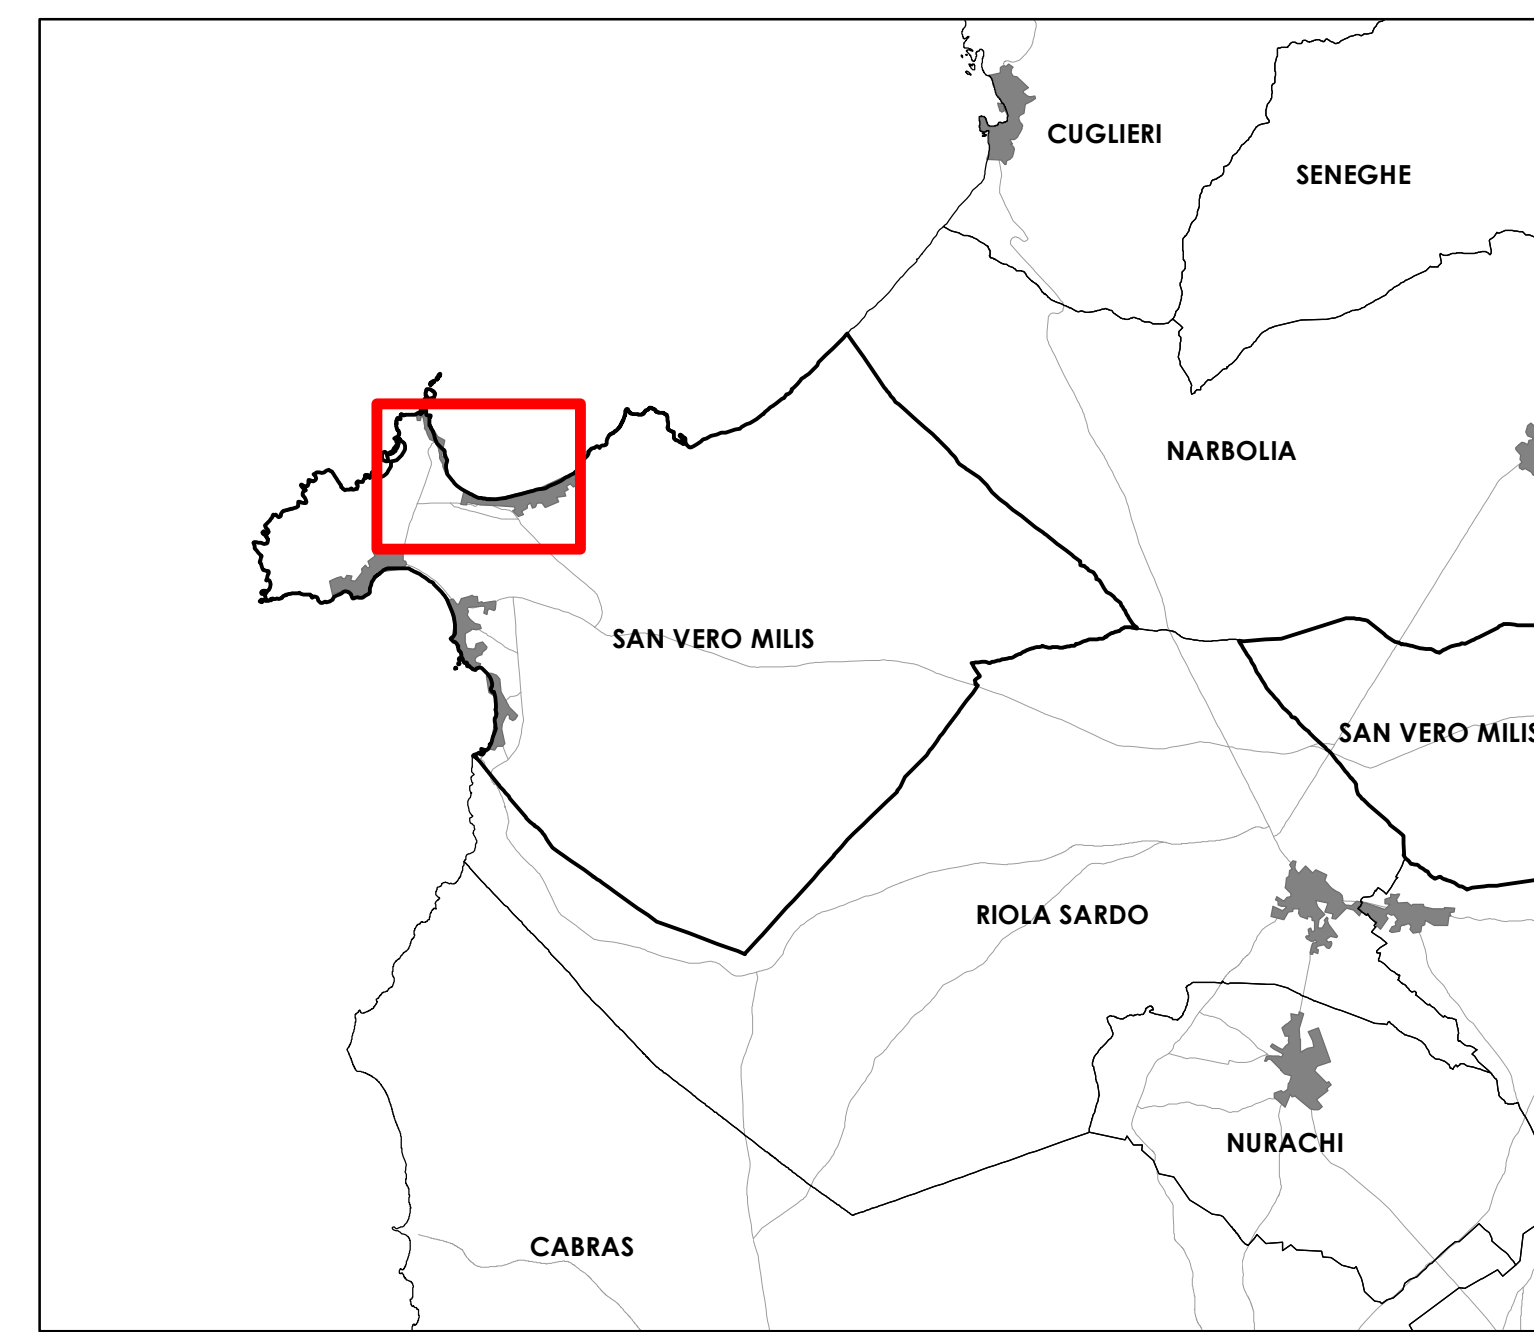 CUGLIERI
SENEGHE
NARBOLIA
SAN VERO MILIS
SAN VERO MILIS
RIOLA SARDO
NURACHI
CABRAS